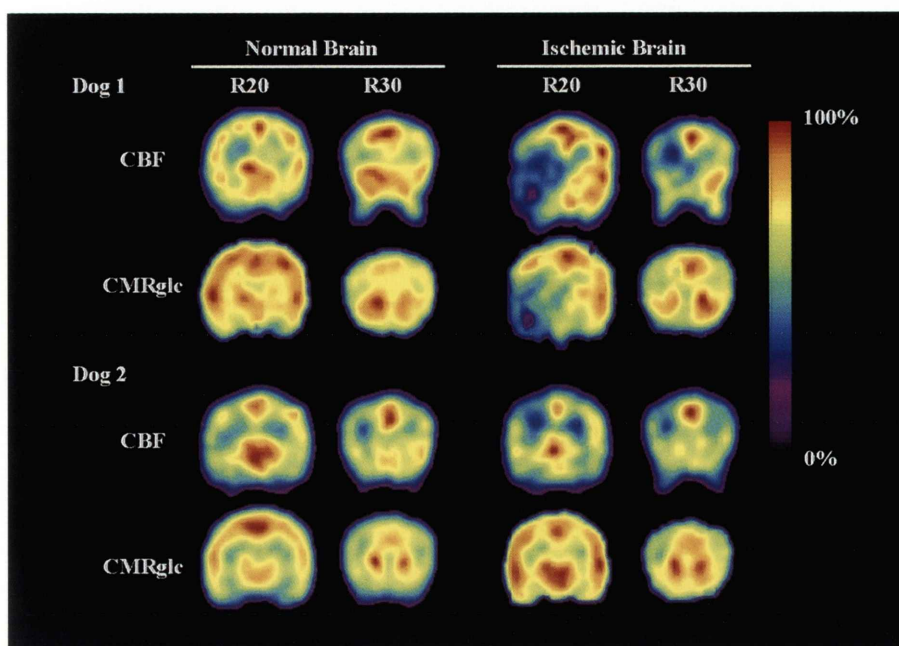 Normal Brain Ischemic Brain
Dog 1 R20 R30 R20 R30
100%
CBF
CMRglc
Dog 2
CBF
0%
CMRglc